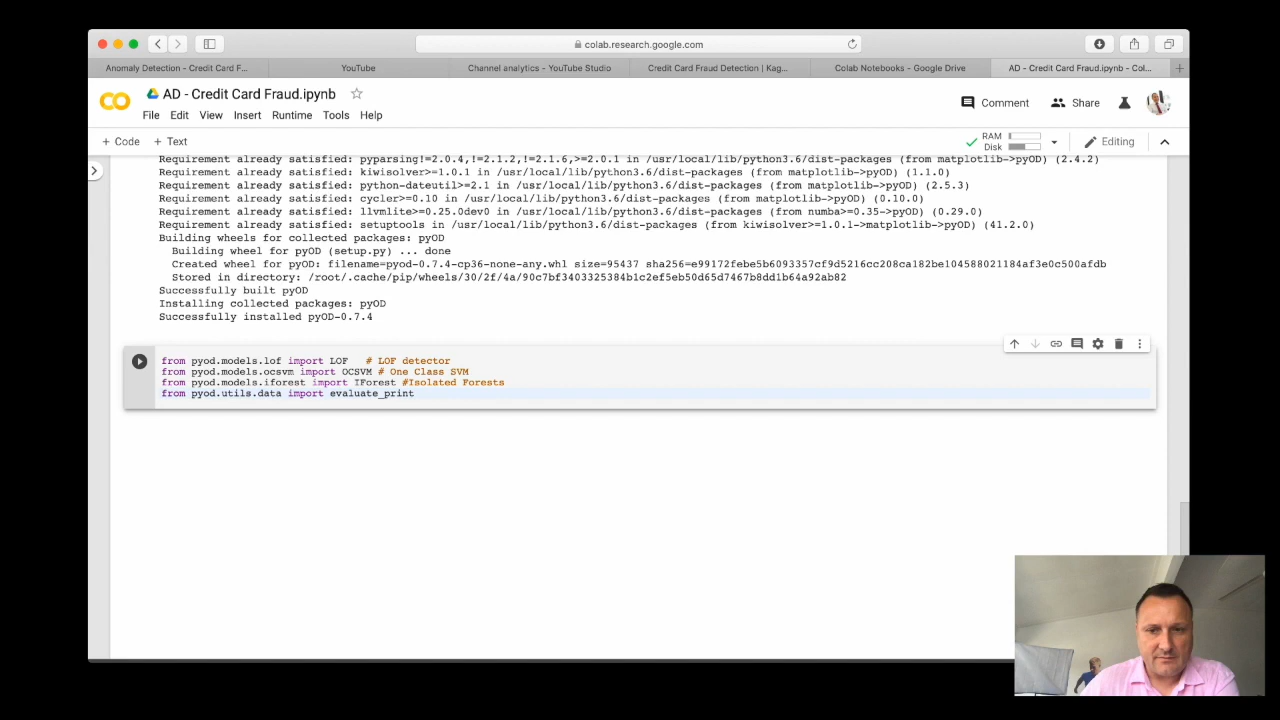 colab.research.google.com
Anomaly Detection - Credit Card F...
YouTube
Channel analytics - YouTube Studio
Credit Card Fraud Detection | Kag...
Colab Notebooks - Google Drive
AD - Credit Card Fraud.ipynb - Col...
AD - Credit Card Fraud.ipynb
Comment
Share
File Edit View Insert Runtime Tools Help
+ Code + Text
RAM
Disk
Editing
Requirement already satisfied: pyparsing!=2.0.4,!=2.1.2,!=2.1.6,>=2.0.1 in /usr/local/lib/python3.6/dist-packages (from matplotlib->pyOD) (2.4.2)
Requirement already satisfied: kiwisolver>=1.0.1 in /usr/local/lib/python3.6/dist-packages (from matplotlib->pyOD) (1.1.0)
Requirement already satisfied: python-dateutil>=2.1 in /usr/local/lib/python3.6/dist-packages (from matplotlib->pyOD) (2.5.3)
Requirement already satisfied: cycler>=0.10 in /usr/local/lib/python3.6/dist-packages (from matplotlib->pyOD) (0.10.0)
Requirement already satisfied: llvmlite>=0.25.0dev0 in /usr/local/lib/python3.6/dist-packages (from numba>=0.35->pyOD) (0.29.0)
Requirement already satisfied: setuptools in /usr/local/lib/python3.6/dist-packages (from kiwisolver>=1.0.1->matplotlib->pyOD) (41.2.0)
Building wheels for collected packages: pyOD
Building wheel for pyOD (setup.py) ... done
Created wheel for pyOD: filename=pyod-0.7.4-cp36-none-any.whl size=95437 sha256=e99172febe5b6093357cf9d5216cc208ca182be104588021184af3e0c500afdb
Stored in directory: /root/.cache/pip/wheels/30/2f/4a/90c7bf3403325384b1c2ef5eb50d65d7467b8dd1b64a92ab82
Successfully built pyOD
Installing collected packages: pyOD
Successfully installed pyOD-0.7.4
from pyod.models.lof import LOF # LOF detector
from pyod.models.ocsvm import OCSVM # One Class SVM
from pyod.models.iforest import IForest #Isolated Forests
from pyod.utils.data import evaluate_print